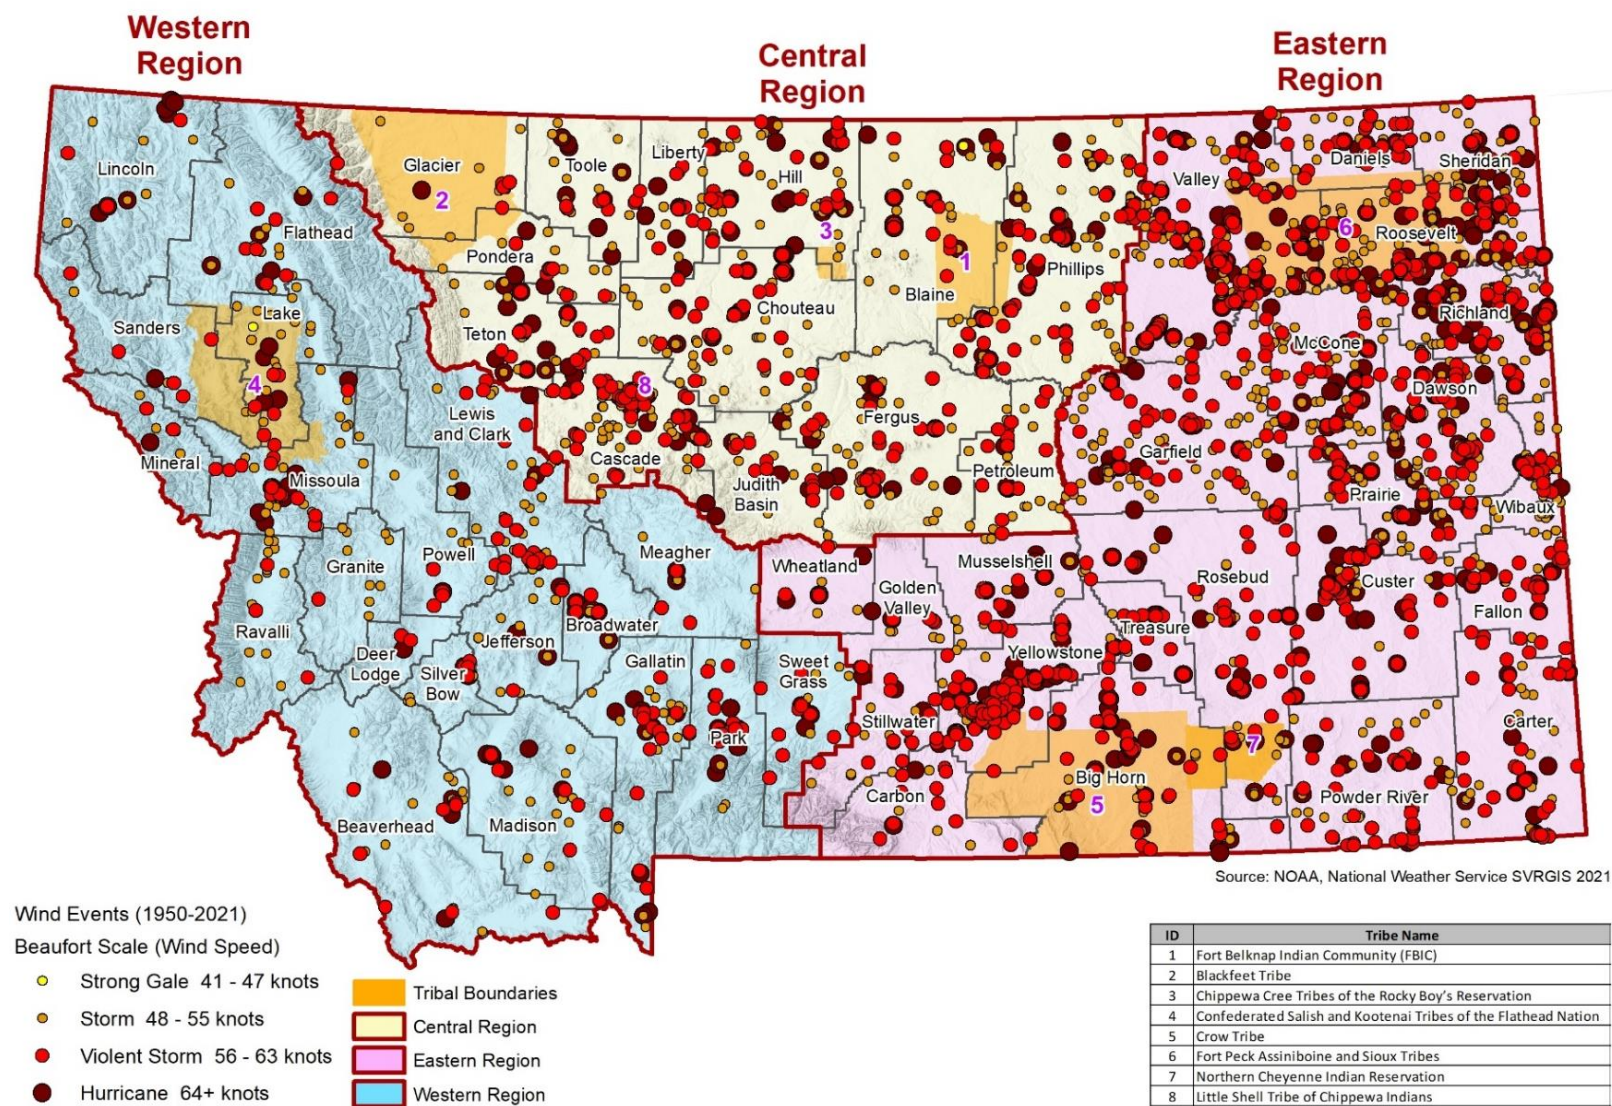 Western
Region
Central
Region
Eastern
Region
Lincoln
Flathead
Glacier
2
Toole
Liberty
Hill
3
Blaine
1
Phillips
Valley
Daniels
Sheridan
6
Roosevelt
Pondera
Chouteau
Teton
Sanders
Lake
4
8
Richland
McCone
Dawson
Lewis
and Clark
Fergus
Cascade
Judith
Basin
Petroleum
Garfield
Prairie
Wibaux
Mineral
Missoula
Granite
Powell
Meagher
Wheatland
Golden
Valley
Musselshell
Rosebud
Custer
Fallon
Ravalli
Deer
Lodge
Silver
Bow
Jefferson
Broadwater
Gallatin
Sweet
Grass
Treasure
Yellowstone
Stillwater
Park
Carter
7
Big Horn
5
Carbon
Powder River
Beaverhead
Madison
Source: NOAA, National Weather Service SVRGIS 2021
Wind Events (1950-2021)
Beaufort Scale (Wind Speed)
Strong Gale 41 - 47 knots
Storm 48 - 55 knots
Violent Storm 56 - 63 knots
Hurricane 64+ knots
Tribal Boundaries
Central Region
Eastern Region
Western Region
ID Tribe Name
1 Fort Belknap Indian Community (FBIC)
2 Blackfeet Tribe
3 Chippewa Cree Tribes of the Rocky Boy's Reservation
4 Confederated Salish and Kootenai Tribes of the Flathead Nation
5 Crow Tribe
6 Fort Peck Assiniboine and Sioux Tribes
7 Northern Cheyenne Indian Reservation
8 Little Shell Tribe of Chippewa Indians